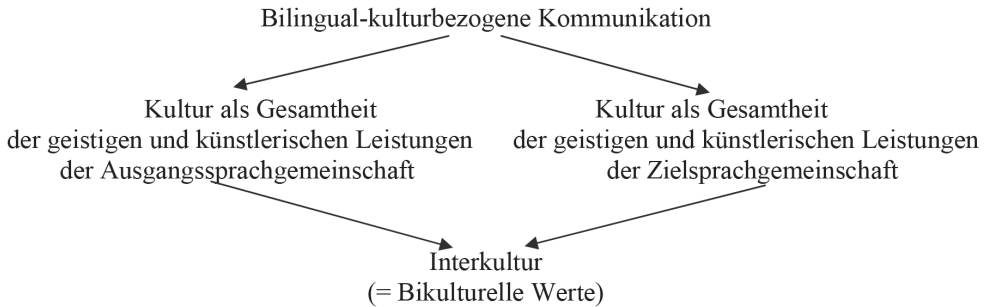 Bilingual-kulturbezogene Kommunikation
Kultur als Gesamtheit
der geistigen und künstlerischen Leistungen
der Ausgangssprachgemeinschaft
Kultur als Gesamtheit
der geistigen und künstlerischen Leistungen
der Zielsprachgemeinschaft
Interkultur
(= Bikulturelle Werte)